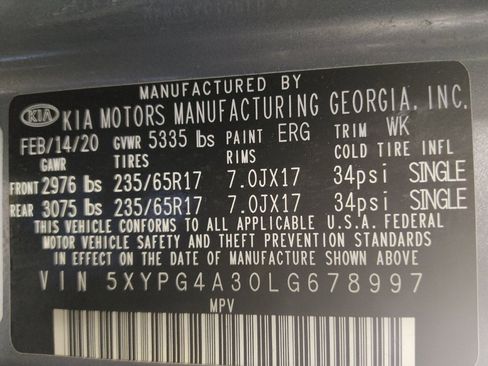 MANUFACTURED BY
KIA KIA MOTORS MANUFACTURING GEORGIA, INC.
FEB/14/20 GVWR 5335 lbs PAINT ERG TRIM WK
GAWR TIRES RIMS COLD TIRE INFL
FRONT 2976 lbs 235/65R17 7.0JX17 34psi SINGLE
REAR 3075 lbs 235/65R17 7.0JX17 34psi SINGLE
THIS VEHICLE CONFORMS TO ALL APPLICABLE U.S.A. FEDERAL
MOTOR VEHICLE SAFETY AND THEFT PREVENTION STANDARDS
IN EFFECT ON THE DATE OF MANUFACTURE SHOWN ABOVE
VIN 5XYPG4A30LG678997
MPV